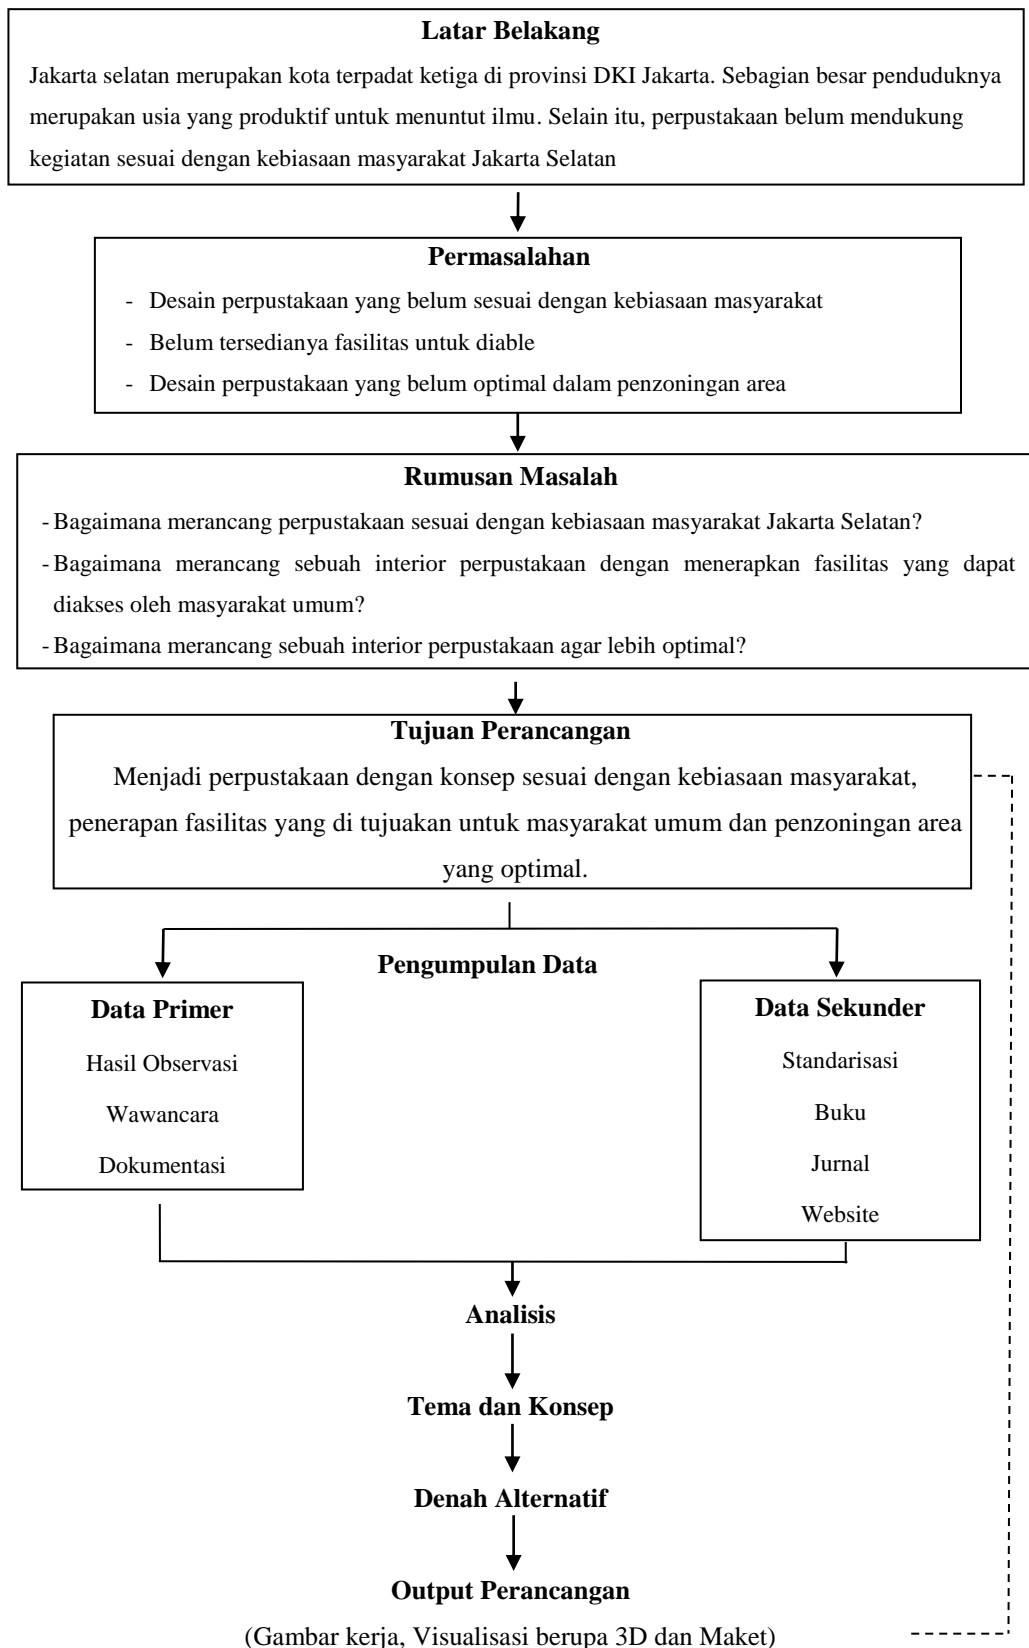 Latar Belakang
Jakarta selatan merupakan kota terpadat ketiga di provinsi DKI Jakarta. Sebagian besar penduduknya
merupakan usia yang produktif untuk menuntut ilmu. Selain itu, perpustakaan belum mendukung
kegiatan sesuai dengan kebiasaan masyarakat Jakarta Selatan
Permasalahan
- Desain perpustakaan yang belum sesuai dengan kebiasaan masyarakat
- Belum tersedianya fasilitas untuk diable
- Desain perpustakaan yang belum optimal dalam penzoningan area
Rumusan Masalah
- Bagaimana merancang perpustakaan sesuai dengan kebiasaan masyarakat Jakarta Selatan?
- Bagaimana merancang sebuah interior perpustakaan dengan menerapkan fasilitas yang dapat
diakses oleh masyarakat umum?
- Bagaimana merancang sebuah interior perpustakaan agar lebih optimal?
Tujuan Perancangan
Menjadi perpustakaan dengan konsep sesuai dengan kebiasaan masyarakat,
penerapan fasilitas yang di tujuakan untuk masyarakat umum dan penzoningan area
yang optimal.
Pengumpulan Data
Data Primer
Hasil Observasi
Wawancara
Dokumentasi
Data Sekunder
Standarisasi
Buku
Jurnal
Website
Analisis
Tema dan Konsep
Denah Alternatif
Output Perancangan
(Gambar kerja, Visualisasi berupa 3D dan Maket)